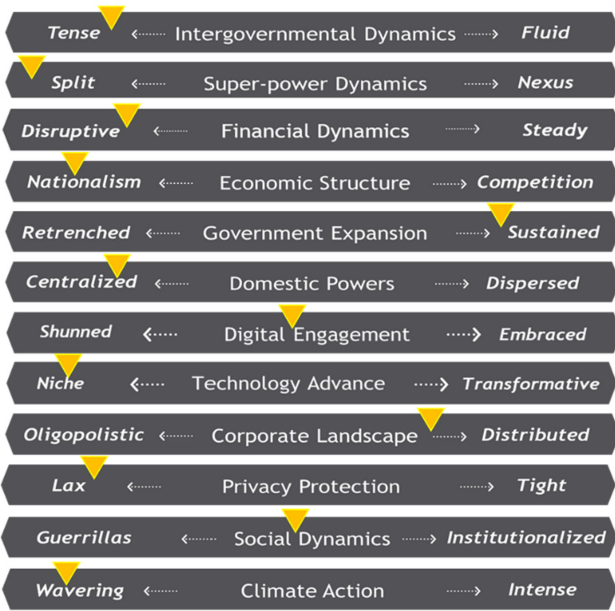 Tense Intergovernmental Dynamics Fluid
Split Super-power Dynamics Nexus
Disruptive Financial Dynamics Steady
Nationalism Economic Structure Competition
Retrenched Government Expansion Sustained
Centralized Domestic Powers Dispersed
Shunned Digital Engagement Embraced
Niche Technology Advance Transformative
Oligopolistic Corporate Landscape Distributed
Lax Privacy Protection Tight
Guerrillas Social Dynamics Institutionalized
Wavering Climate Action Intense